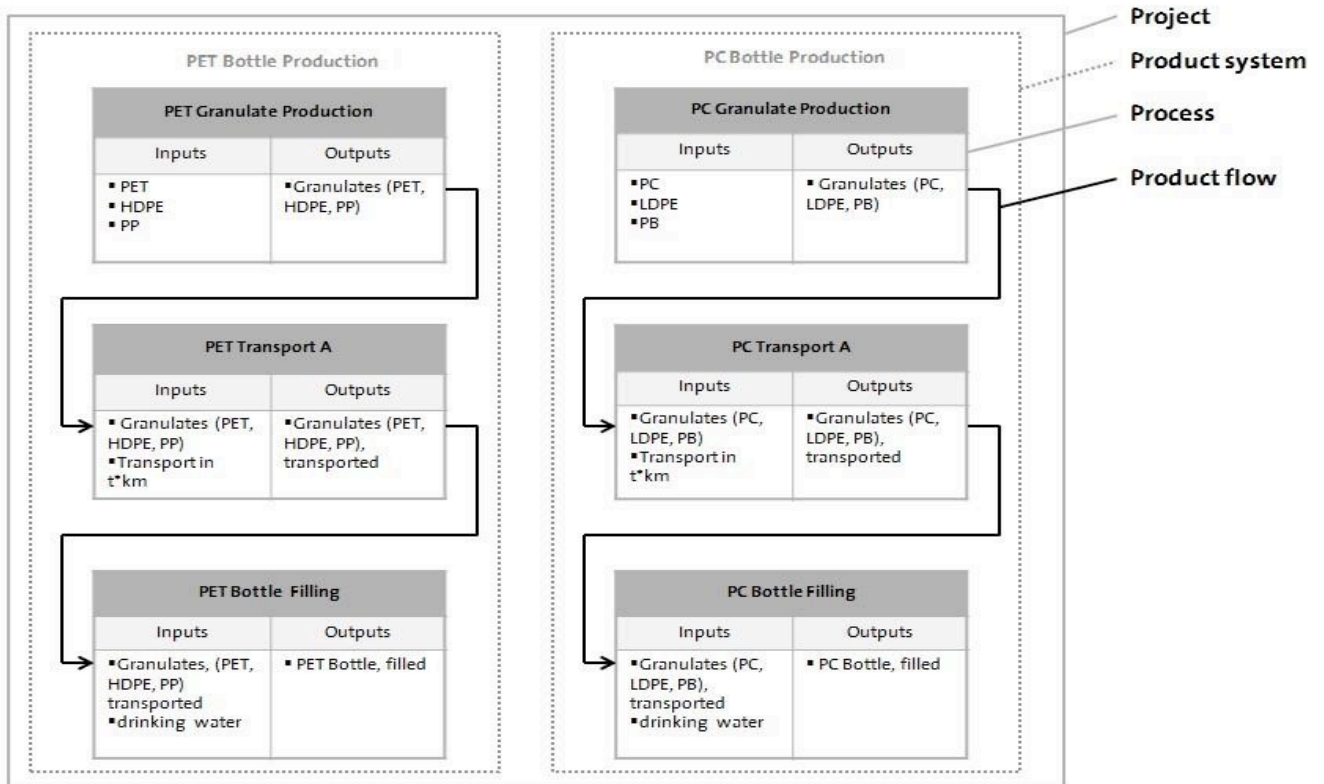 Project
Product system
Process
Product flow
PET Bottle Production
PET Granulate Production
Inputs
Outputs
▪ PET
▪ HDPE
▪ PP
▪Granulates (PET,
HDPE, PP)
PET Transport A
Inputs
Outputs
▪ Granulates (PET,
HDPE, PP)
▪Transport in
t*km
▪Granulates (PET,
HDPE, PP),
transported
PET Bottle Filling
Inputs
Outputs
▪Granulates, (PET,
HDPE, PP)
transported
▪drinking water
▪ PET Bottle, filled
PC Bottle Production
PC Granulate Production
Inputs
Outputs
▪PC
▪LDPE
▪PB
▪ Granulates (PC,
LDPE, PB)
PC Transport A
Inputs
Outputs
▪Granulates (PC,
LDPE, PB)
▪Transport in
t*km
▪Granulates (PC,
LDPE, PB),
transported
PC Bottle Filling
Inputs
Outputs
▪Granulates (PC,
LDPE, PB),
transported
▪drinking water
▪ PC Bottle, filled